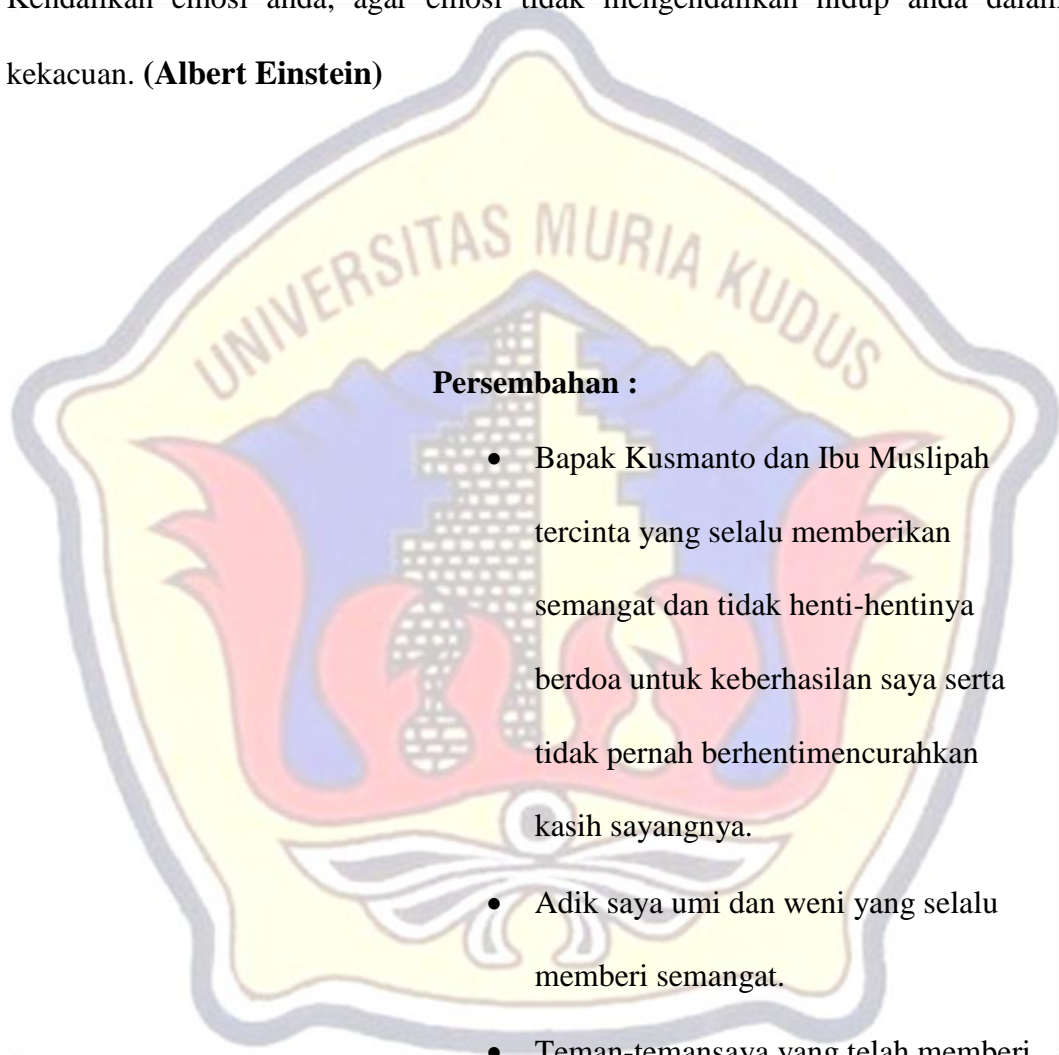 Kendalikan emosi anda, agar emosi tidak mengendalikan hidup anda dalam
kekacuan. (Albert Einstein)
UNIVERSITAS MURIA KUDUS
Persembahan :
• Bapak Kusmanto dan Ibu Muslipah
tercinta yang selalu memberikan
semangat dan tidak henti-hentinya
berdoa untuk keberhasilan saya serta
tidak pernah berhentimencurahkan
kasih sayangnya.
• Adik saya umi dan weni yang selalu
memberi semangat.
• Teman-temansaya yang telah memberi